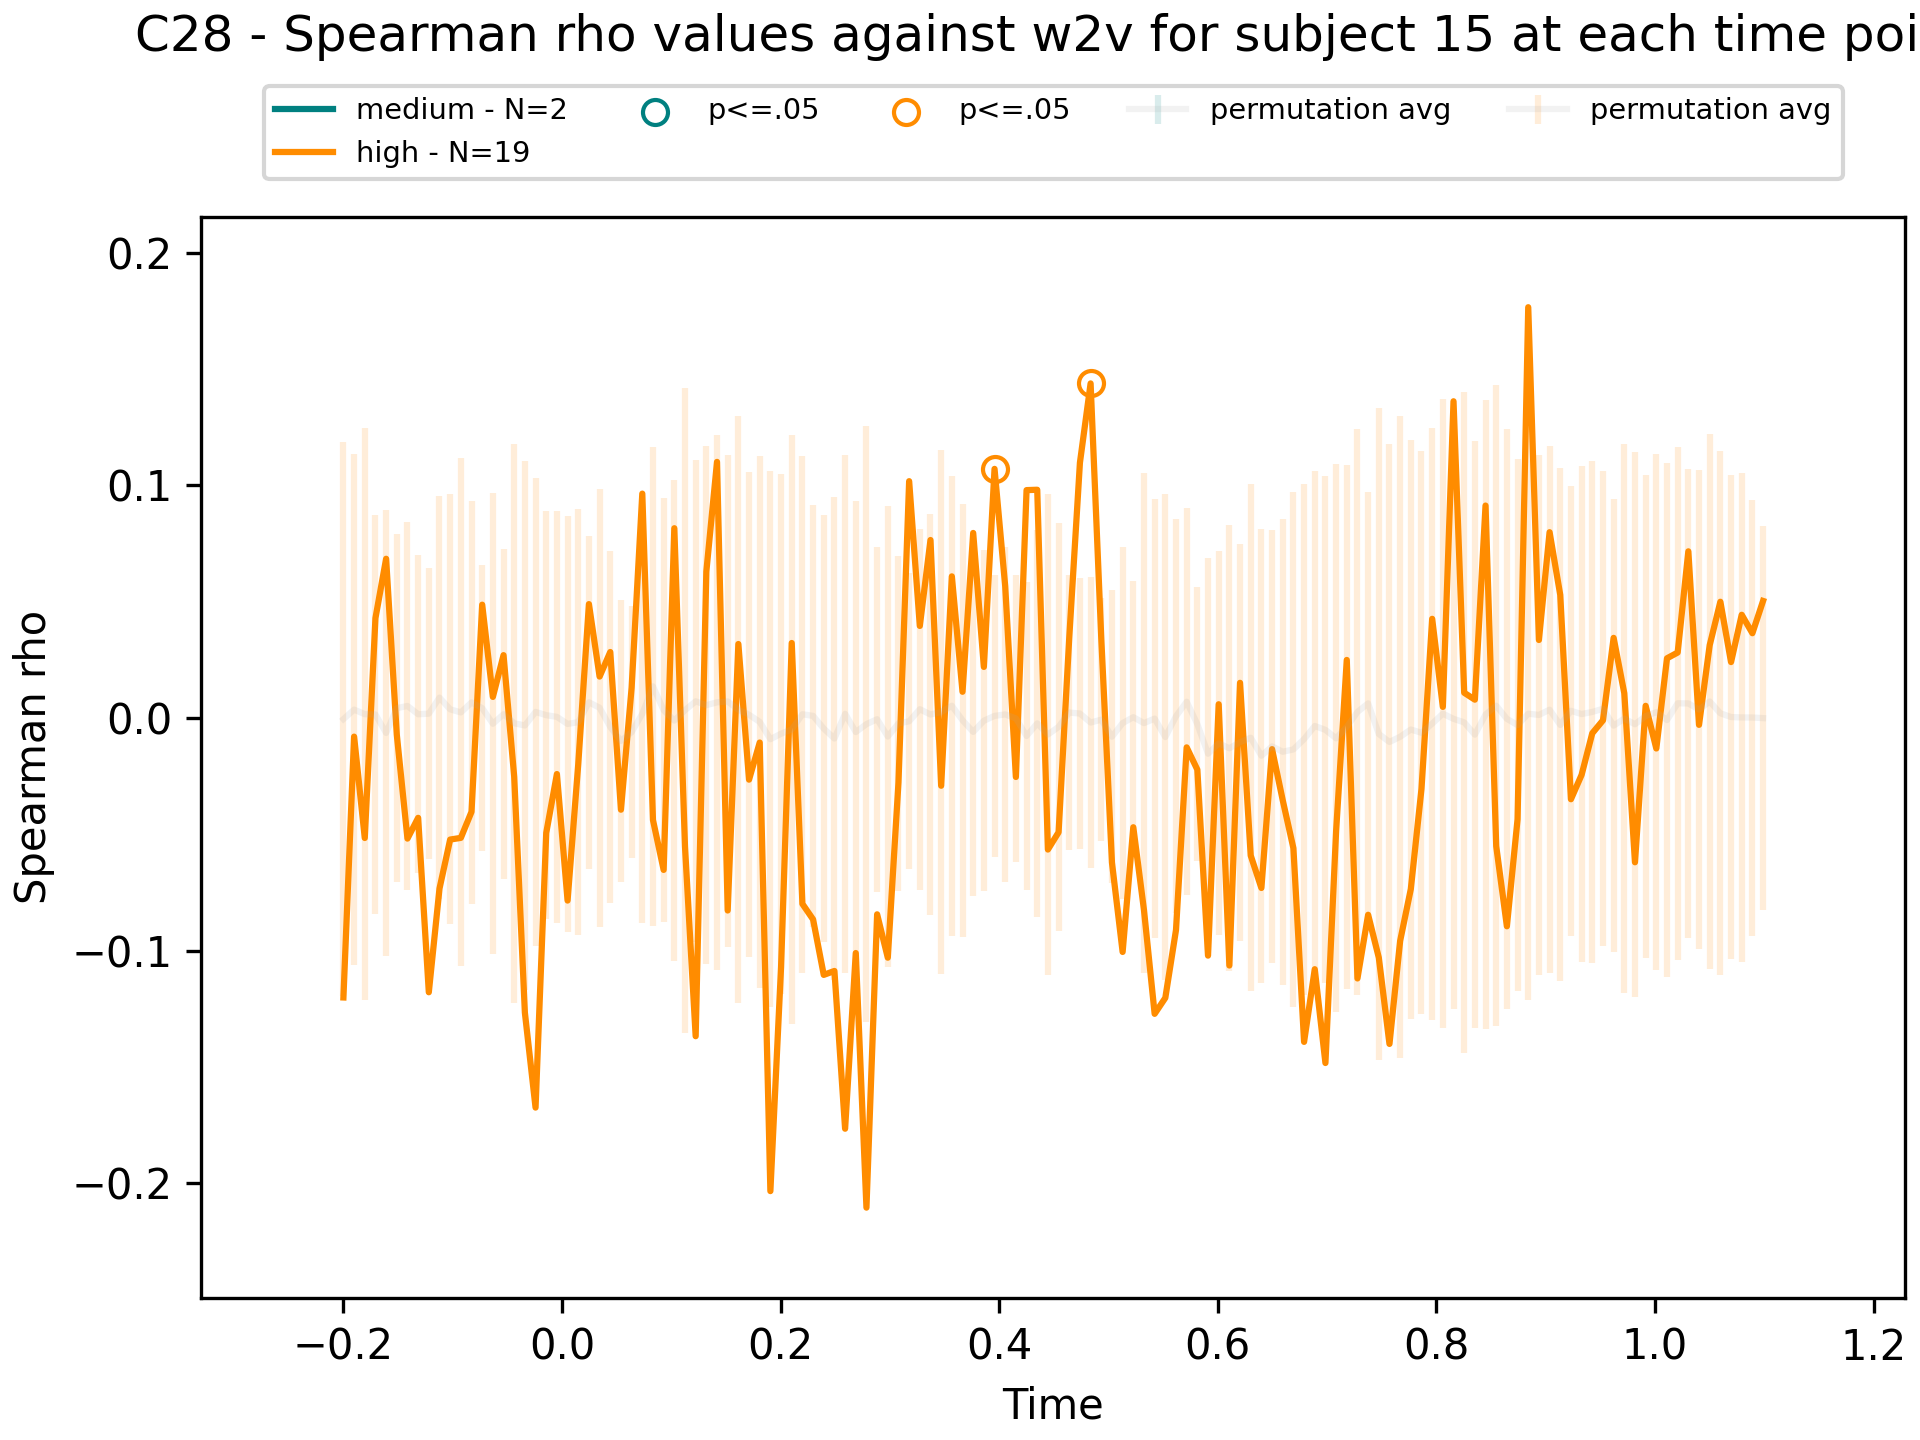 C28 - Spearman rho values against w2v for subject 15 at each time poi
medium - N=2
high - N=19
p<=.05
p<=.05
permutation avg
permutation avg
Spearman rho
0.2
0.1
0.0
−0.1
−0.2
−0.2 0.0 0.2 0.4 0.6 0.8 1.0 1.2
Time